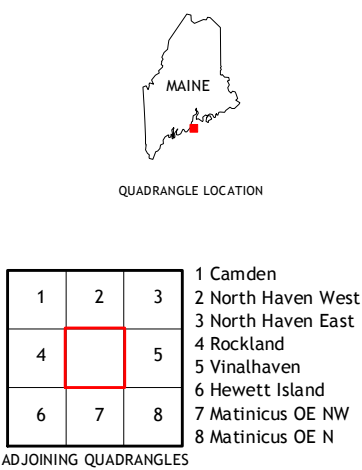 MAINE
QUADRANGLE LOCATION
1 2 3
4 5
6 7 8
1 Camden
2 North Haven West
3 North Haven East
4 Rockland
5 Vinalhaven
6 Hewett Island
7 Matinicus OE NW
8 Matinicus OE N
ADJOINING QUADRANGLES